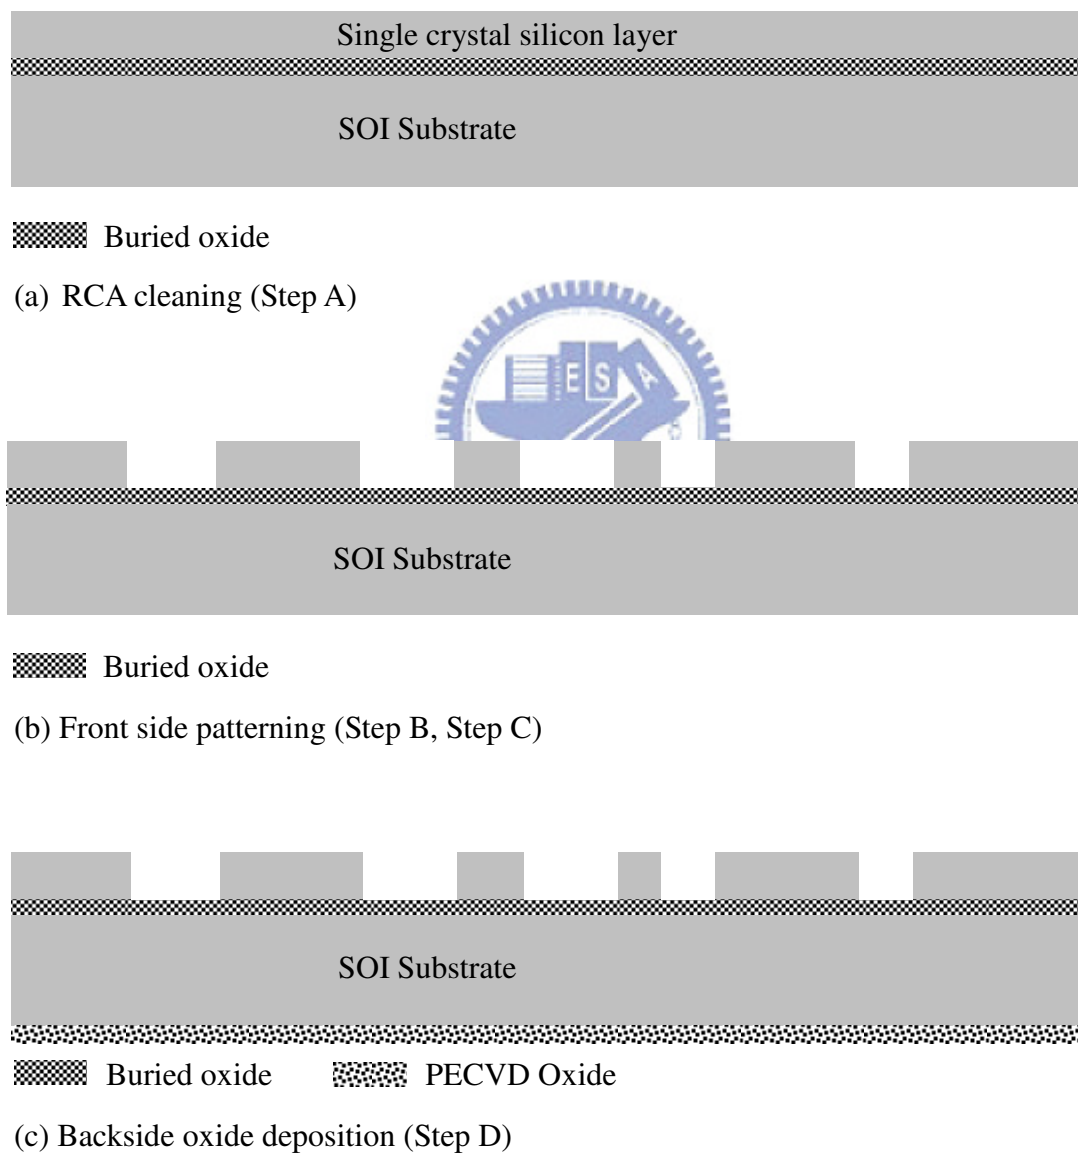 Single crystal silicon layer
SOI Substrate
Buried oxide
(a) RCA cleaning (Step A)
E S A
SOI Substrate
Buried oxide
(b) Front side patterning (Step B, Step C)
SOI Substrate
Buried oxide PECVD Oxide
(c) Backside oxide deposition (Step D)